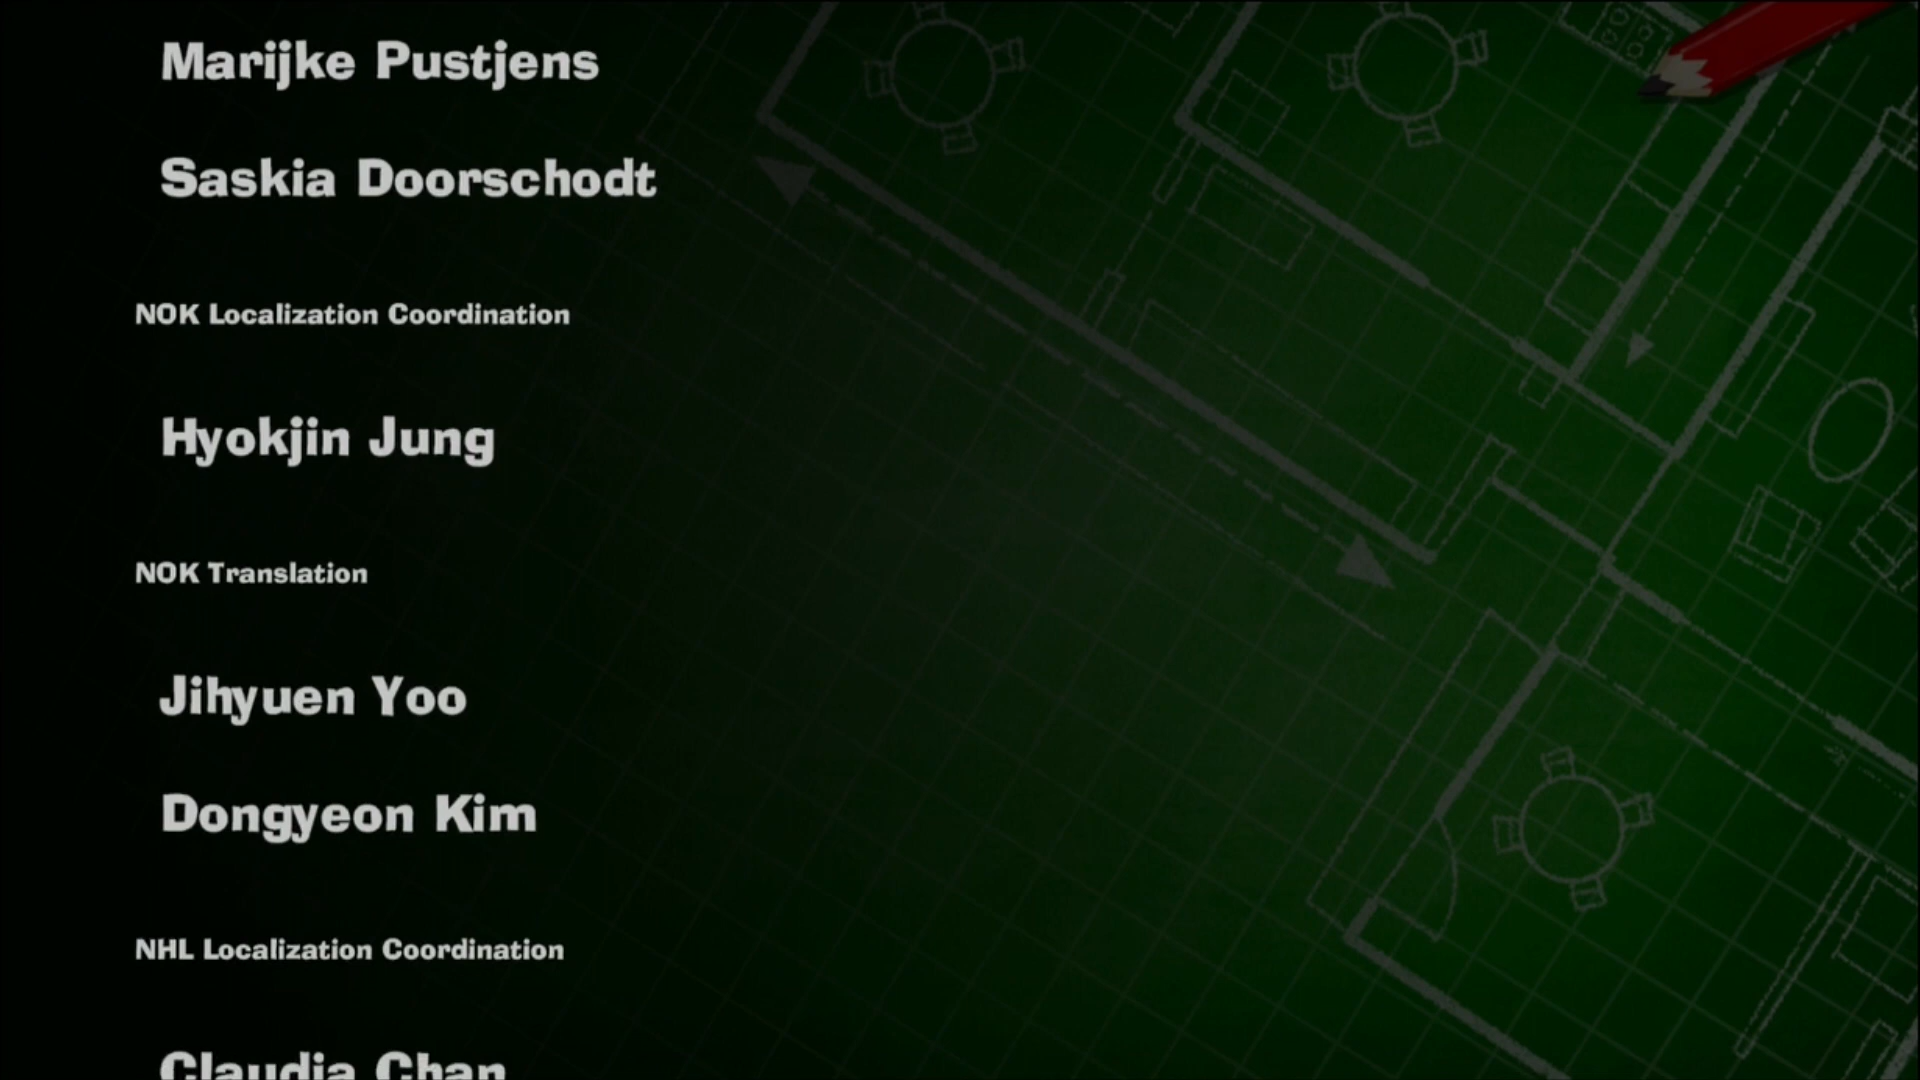 Marijke Pustjens
Saskia Doorschodt
NOK Localization Coordination
Hyokjin Jung
NOK Translation
Jihyuen Yoo
Dongyeon Kim
NHL Localization Coordination
Claudia Chan